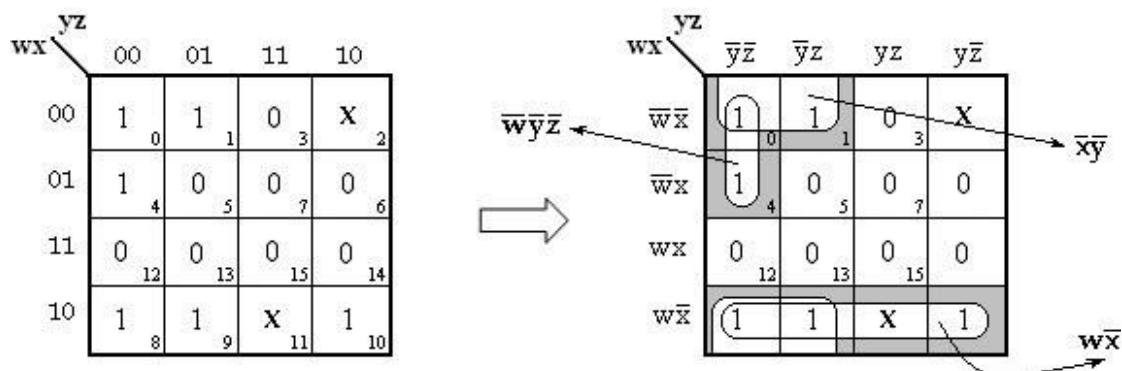 yz yz
wx 00 01 11 10 wx y̅z̅ y̅z yz yz̅
00 1 0 1 1 0 3 X 2 w̅x̅ 1 0 1 1 0 3 X
w̅y̅z̅ x̅y̅
01 1 4 0 5 0 7 0 6 w̅x 1 4 0 5 0 7 0
11 0 12 0 13 0 15 0 14 wx 0 12 0 13 0 15 0
10 1 8 1 9 X 11 1 10 wx̅ 1 1 X 1
wx̅